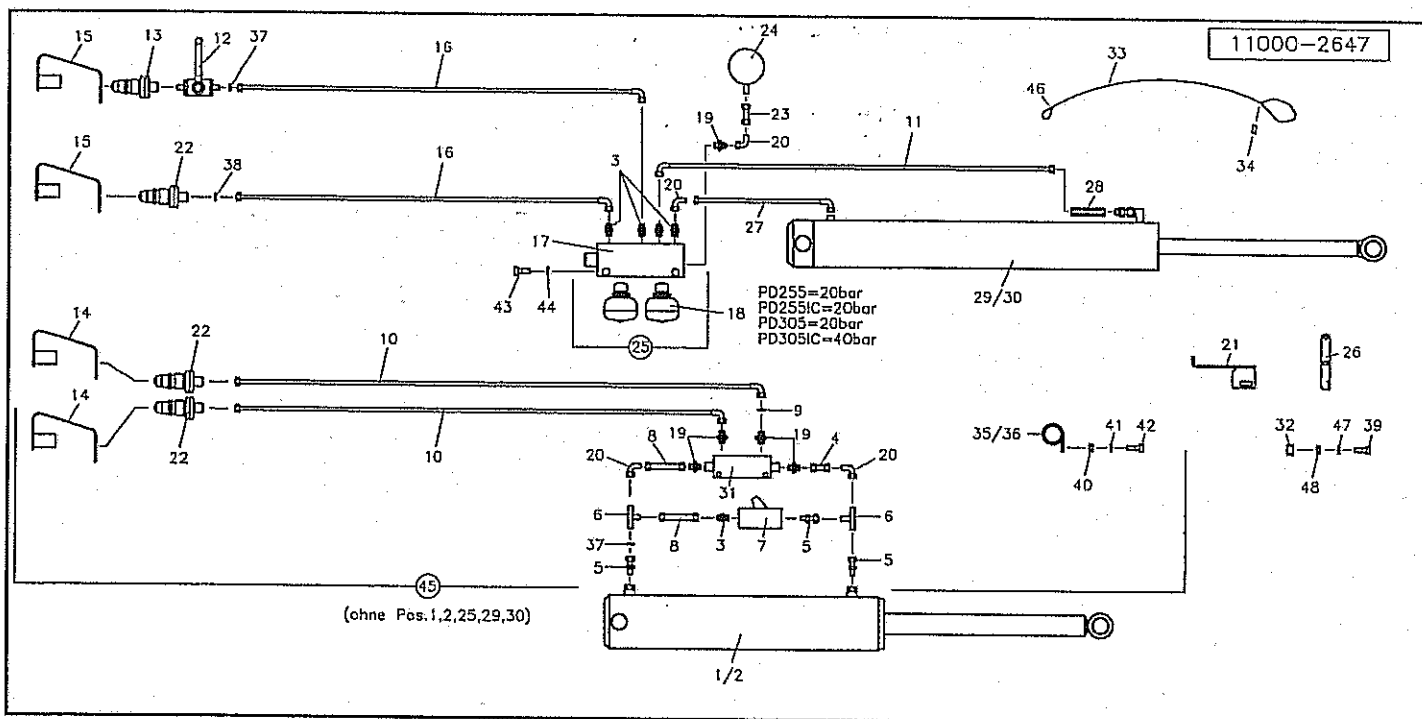 11000-2647
15 13 12 37 16 24 33
46
23
19 20
34
15 22 38 16 3 11
20 28
27
17
43 44
18
29/30
PD255=20bar
PD255IC=20bar
PD305=20bar
PD305IC=40bar
25
14 22 10
21 26
14 9
22 10
8 19 19 4
20 20
31
35/36 41 42 32 47 39
40 48
6 6
8 3 7 5
37
5 5
45
(ohne Pos.1,2,25,29,30)
1/2